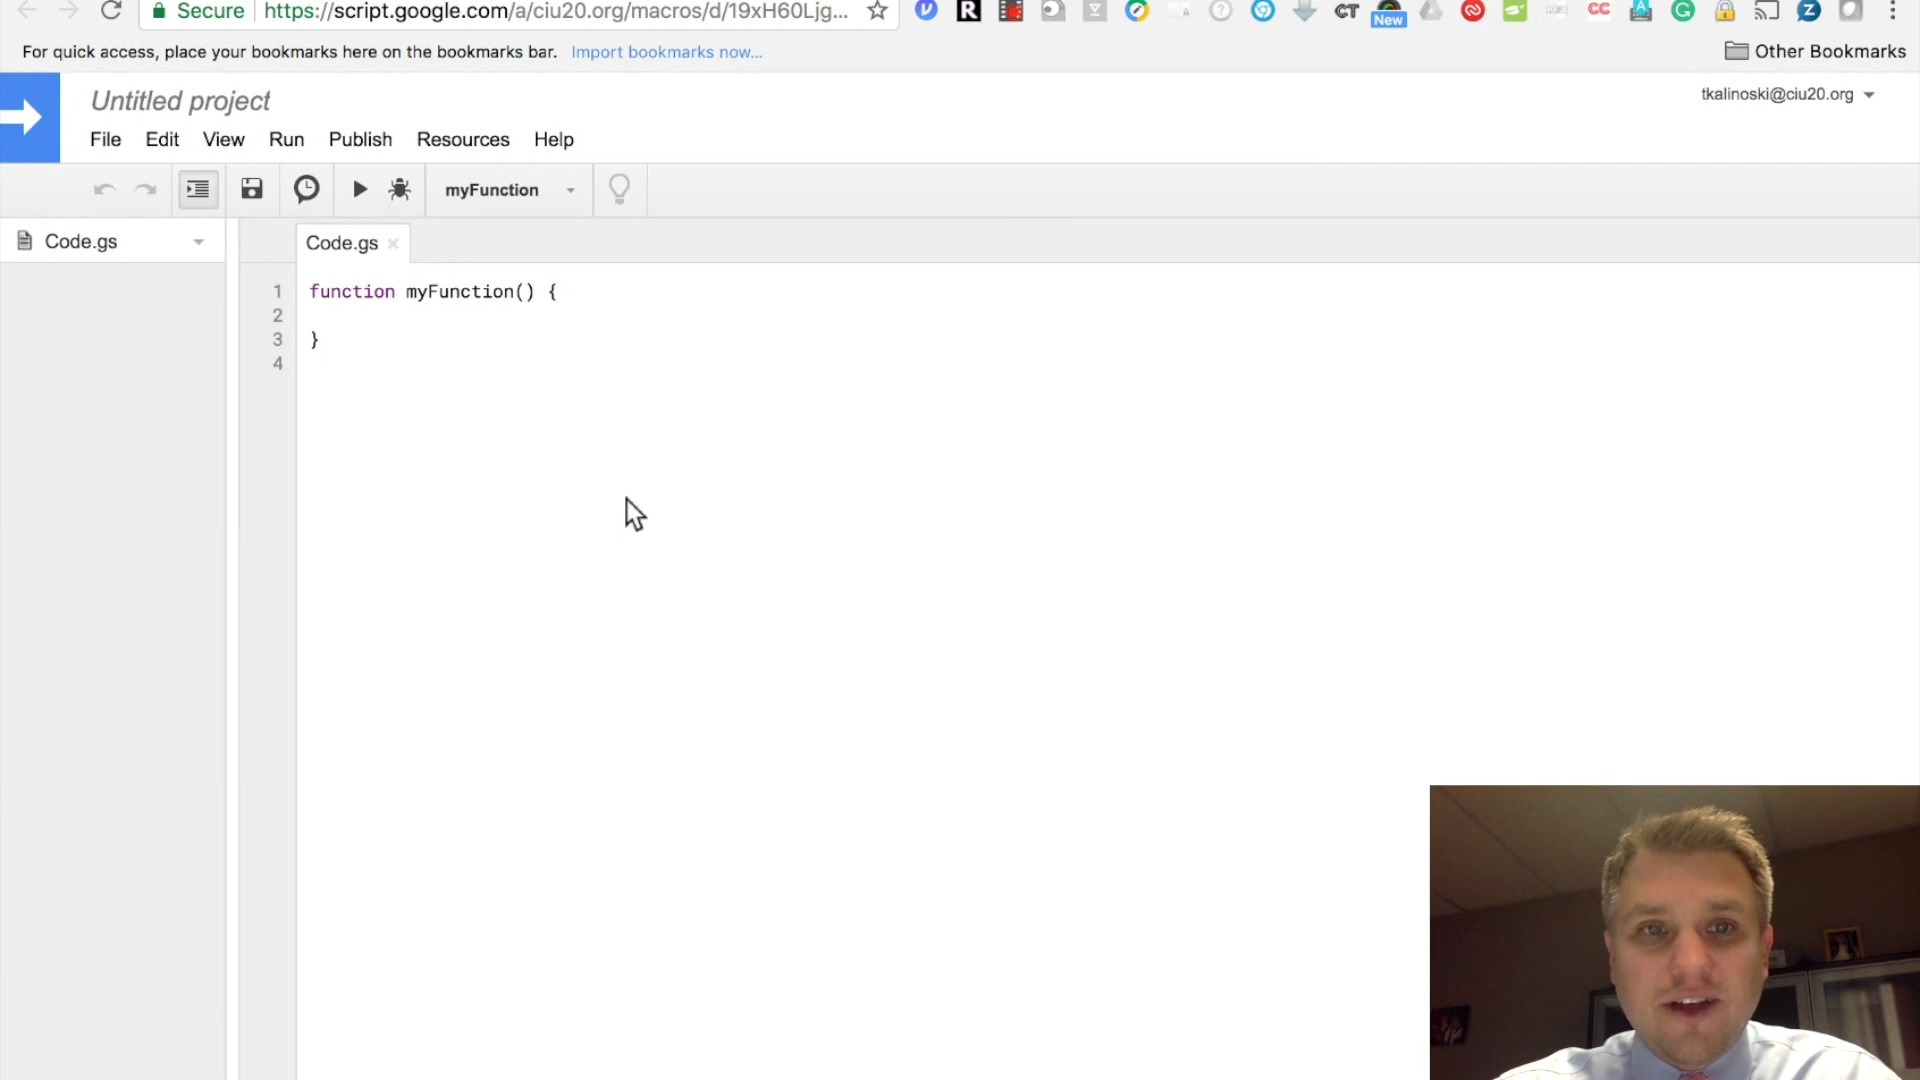 Secure https://script.google.com/a/ciu20.org/macros/d/19xH60Ljg... R CT New CC A G Z
For quick access, place your bookmarks here on the bookmarks bar. Import bookmarks now... Other Bookmarks
Untitled project
tkalinoski@ciu20.org
File Edit View Run Publish Resources Help
myFunction
Code.gs
Code.gs
1 function myFunction() {
2
3 }
4